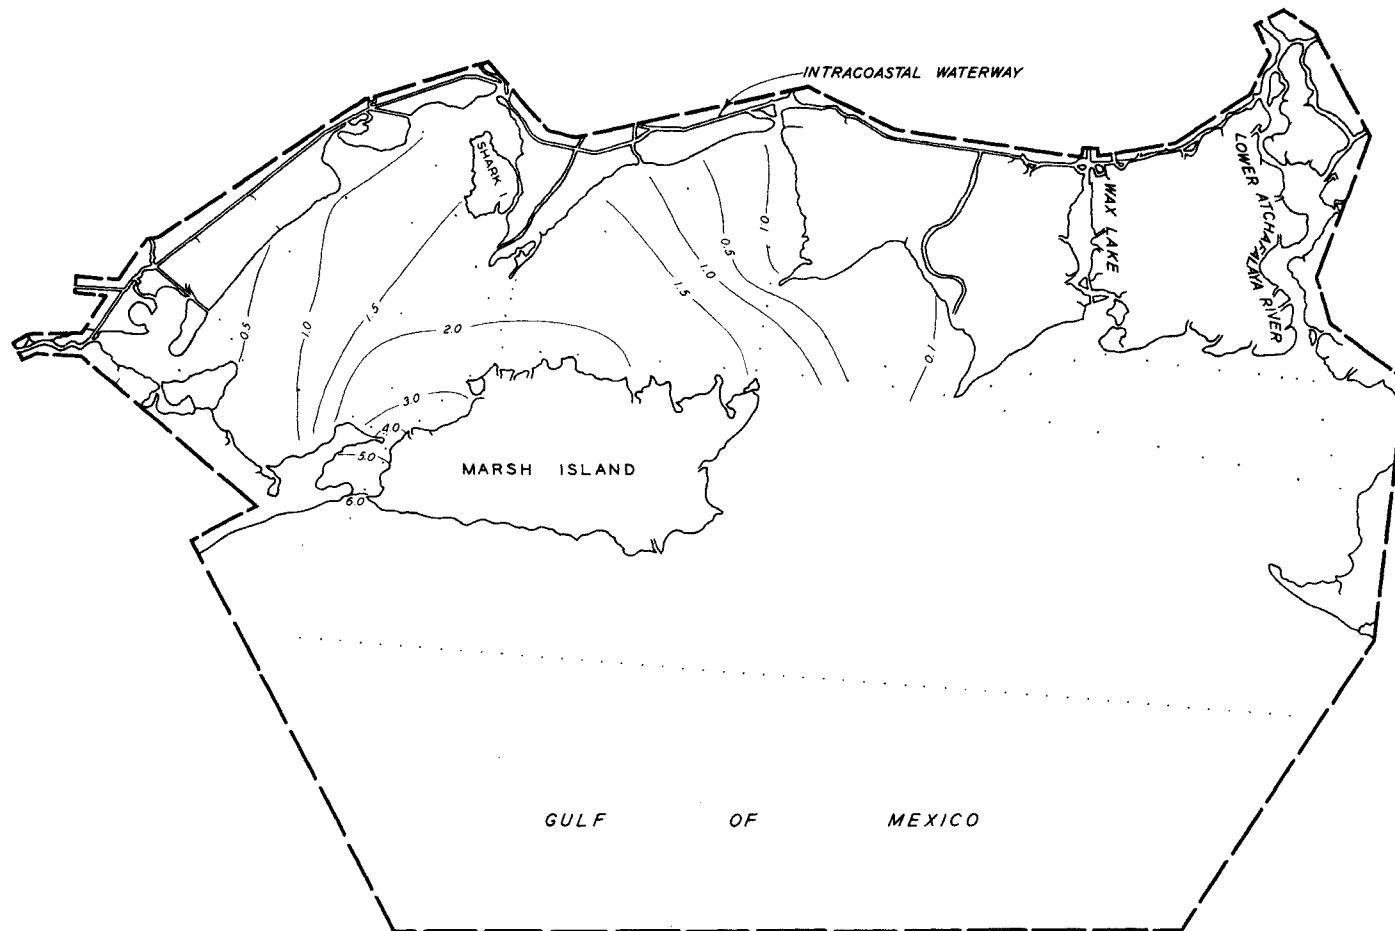 INTRACOASTAL WATERWAY
SHARK I
LOWER ATCHAFALAYA RIVER
WAX LAKE
0.1
0.5
1.0
1.5
0.5
1.0
1.5
2.0
0.1
3.0
4.0
5.0
6.0
MARSH ISLAND
GULF OF MEXICO